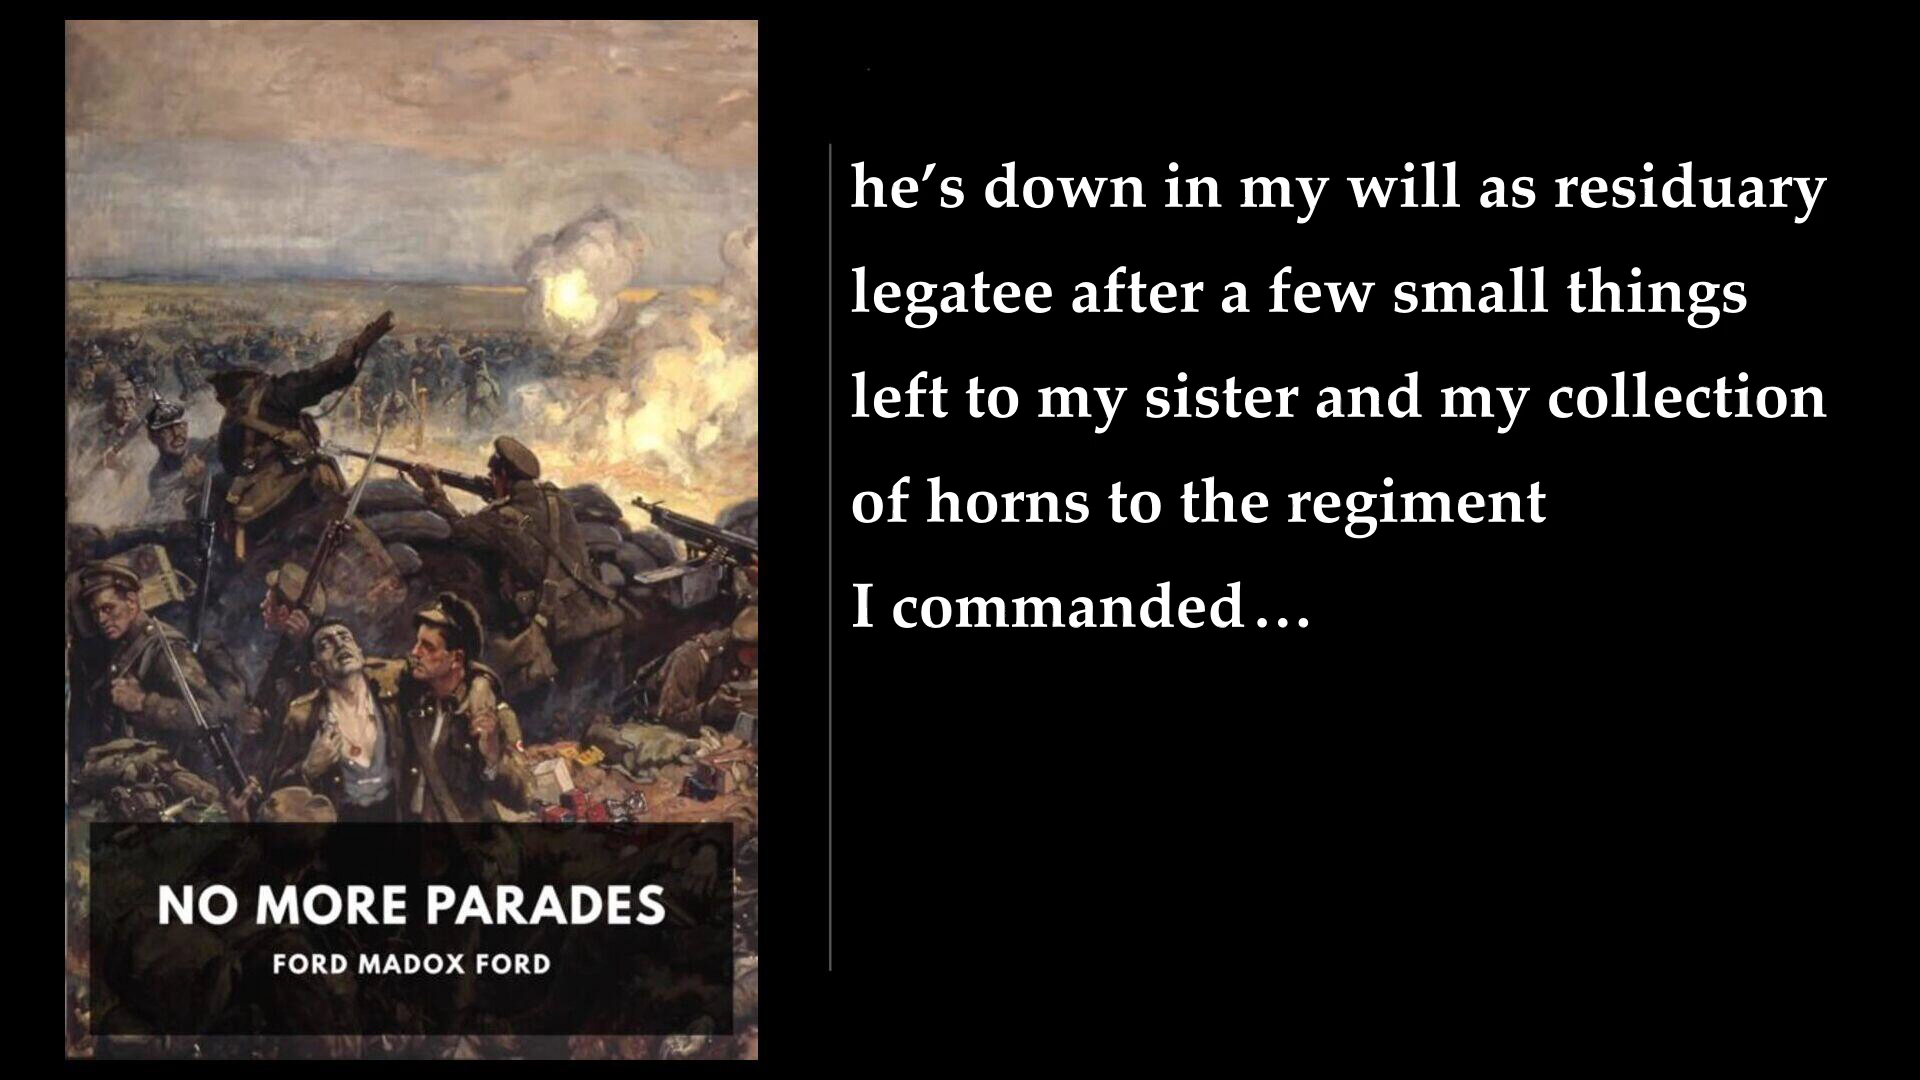 he’s down in my will as residuary
legatee after a few small things
left to my sister and my collection
of horns to the regiment
I commanded…
NO MORE PARADES
FORD MADOX FORD